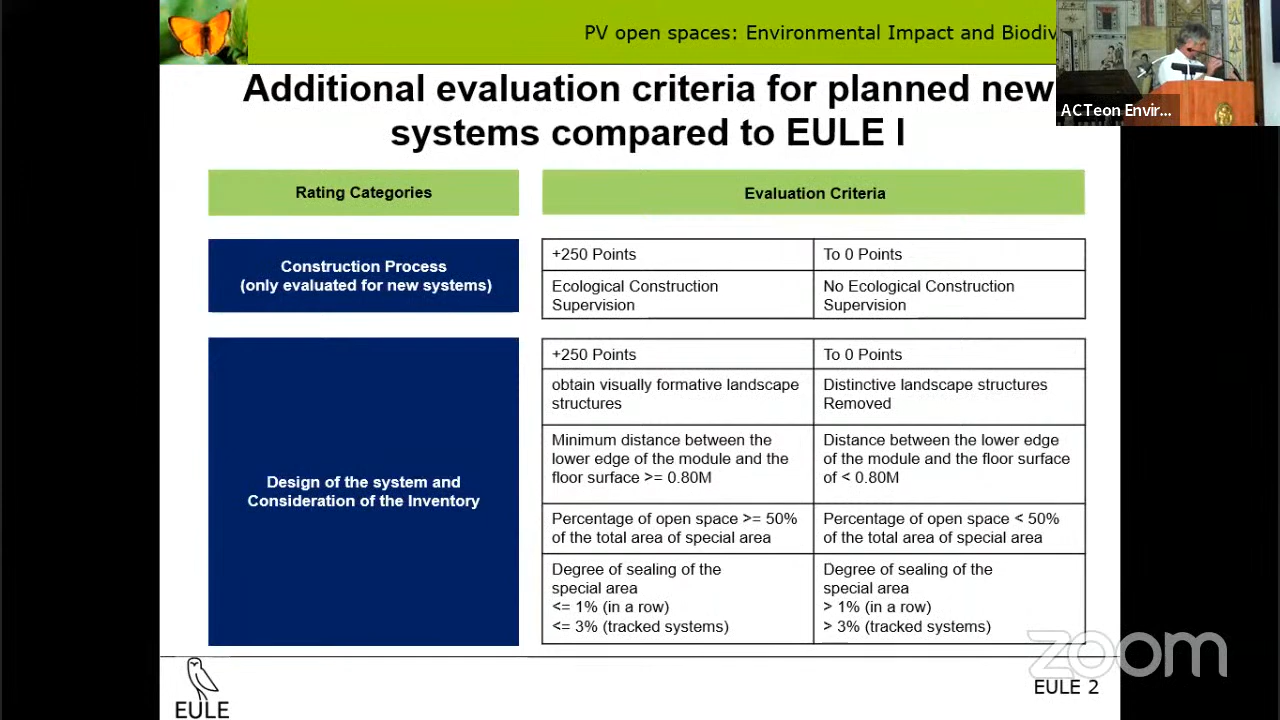 PV open spaces: Environmental Impact and Biodiv
ACTeon Envir...
Additional evaluation criteria for planned new
systems compared to EULE I
Rating Categories
Evaluation Criteria
Construction Process
(only evaluated for new systems)
+250 Points
To 0 Points
Ecological Construction
Supervision
No Ecological Construction
Supervision
Design of the system and
Consideration of the Inventory
+250 Points
To 0 Points
obtain visually formative landscape
structures
Distinctive landscape structures
Removed
Minimum distance between the
lower edge of the module and the
floor surface >= 0.80M
Distance between the lower edge
of the module and the floor surface
of < 0.80M
Percentage of open space >= 50%
of the total area of special area
Percentage of open space < 50%
of the total area of special area
Degree of sealing of the
special area
<= 1% (in a row)
<= 3% (tracked systems)
Degree of sealing of the
special area
> 1% (in a row)
> 3% (tracked systems)
zoom
EULE
EULE 2